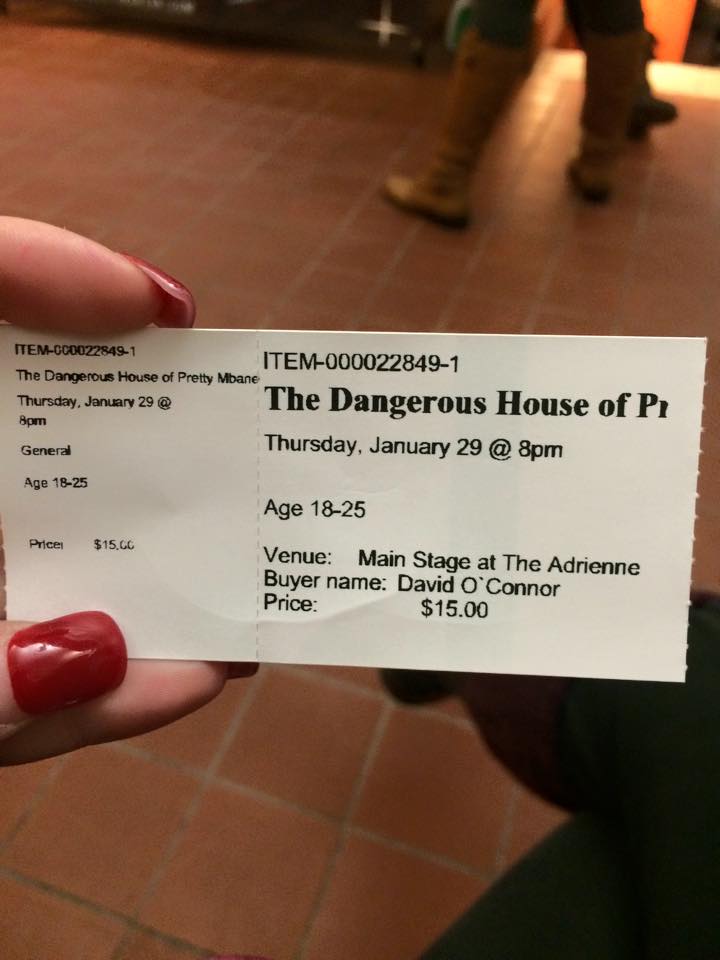 ITEM-000022849-1
The Dangerous House of Pretty Mbane
Thursday, January 29 @
8pm
General
Age 18-25
Price: $15.00
ITEM-000022849-1
The Dangerous House of Pr
Thursday, January 29 @ 8pm
Age 18-25
Venue: Main Stage at The Adrienne
Buyer name: David O`Connor
Price: $15.00